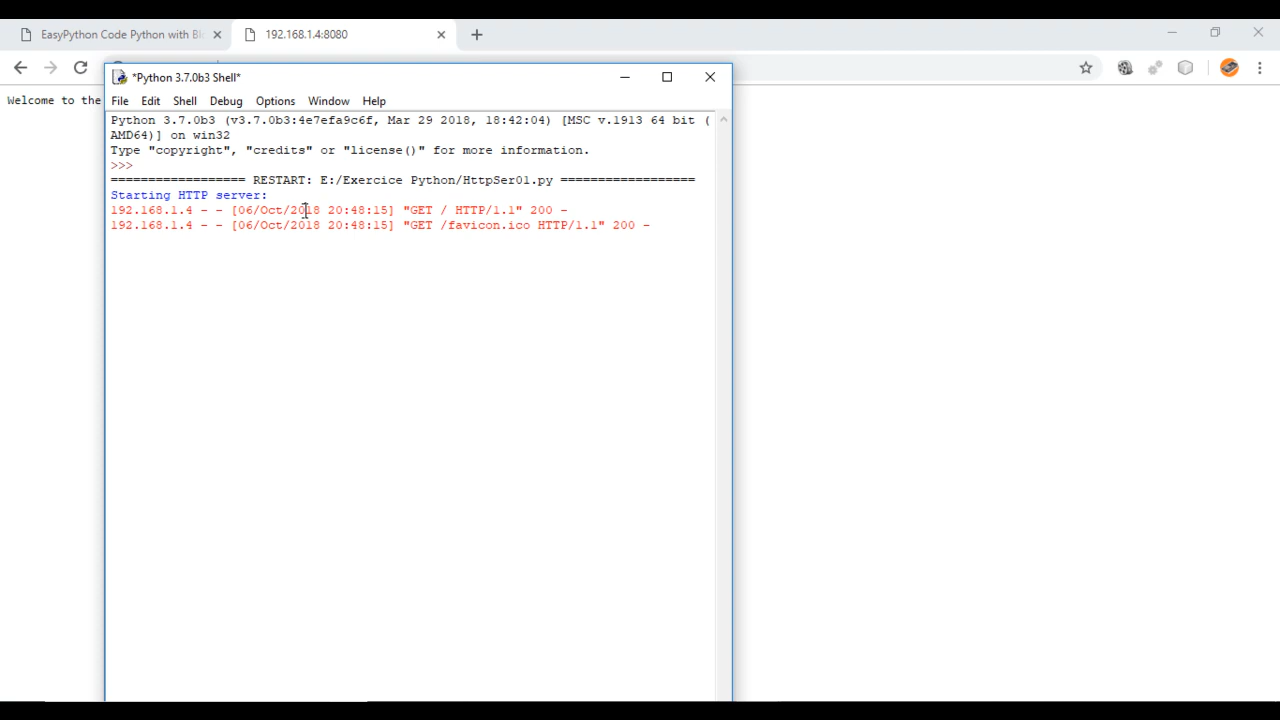 EasyPython Code Python with Bl
192.168.1.4:8080
Welcome to the
*Python 3.7.0b3 Shell*
File Edit Shell Debug Options Window Help
Python 3.7.0b3 (v3.7.0b3:4e7efa9c6f, Mar 29 2018, 18:42:04) [MSC v.1913 64 bit (
AMD64)] on win32
Type "copyright", "credits" or "license()" for more information.
>>>
================== RESTART: E:/Exercice Python/HttpSer01.py ==================
Starting HTTP server:
192.168.1.4 - - [06/Oct/2018 20:48:15] "GET / HTTP/1.1" 200 -
192.168.1.4 - - [06/Oct/2018 20:48:15] "GET /favicon.ico HTTP/1.1" 200 -